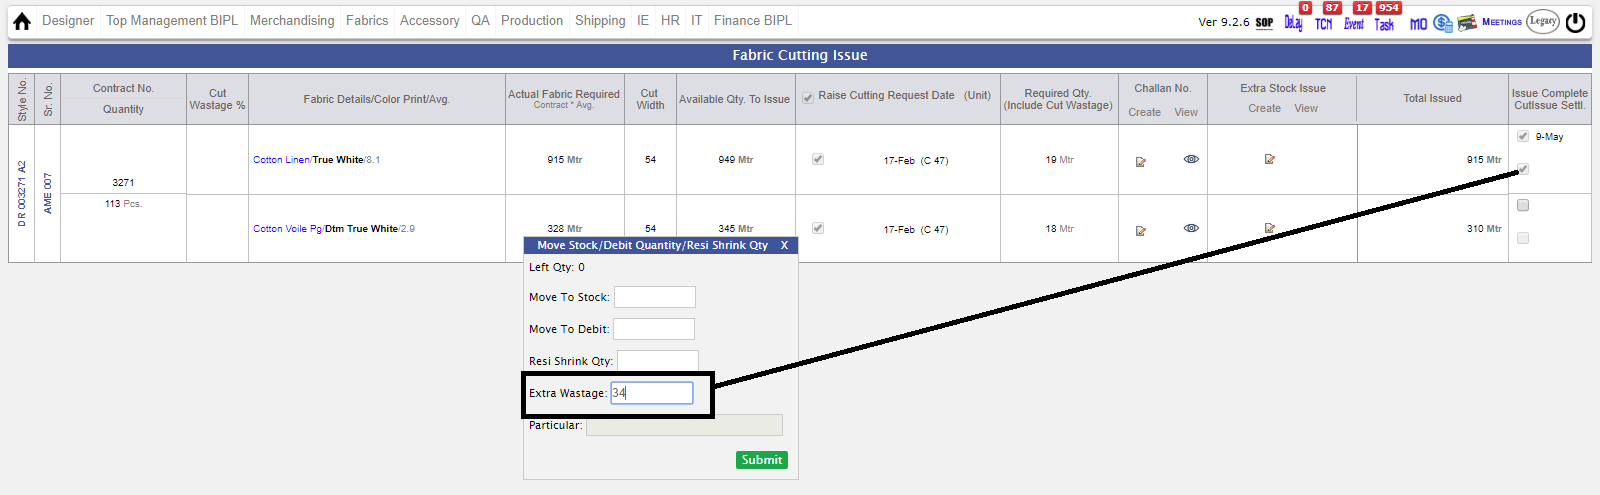 Designer Top Management BIPL Merchandising Fabrics Accessory QA Production Shipping IE HR IT Finance BIPL Ver 9.2.6 SOP Delay 0 TCN 87 Event 17 Task 954 MO MEETINGS Legacy
Fabric Cutting Issue
Style No. Sr. No. Contract No. Quantity Cut Wastage % Fabric Details/Color Print/Avg. Actual Fabric Required Contract * Avg. Cut Width Available Qty. To Issue Raise Cutting Request Date (Unit) Required Qty. (Include Cut Wastage) Challan No. Create View Extra Stock Issue Create View Total Issued Issue Complete CutIssue Settl.
DR 003271 A2 AME 007 3271 113 Pcs.
Cotton Linen/True White/8.1 915 Mtr 54 949 Mtr 17-Feb (C 47) 19 Mtr 915 Mtr 9-May
Cotton Voile Pg/Dtm True White/2.9 328 Mtr 54 345 Mtr 17-Feb (C 47) 18 Mtr 310 Mtr
Move Stock/Debit Quantity/Resi Shrink Qty X
Left Qty: 0
Move To Stock:
Move To Debit:
Resi Shrink Qty:
Extra Wastage: 34
Particular:
Submit